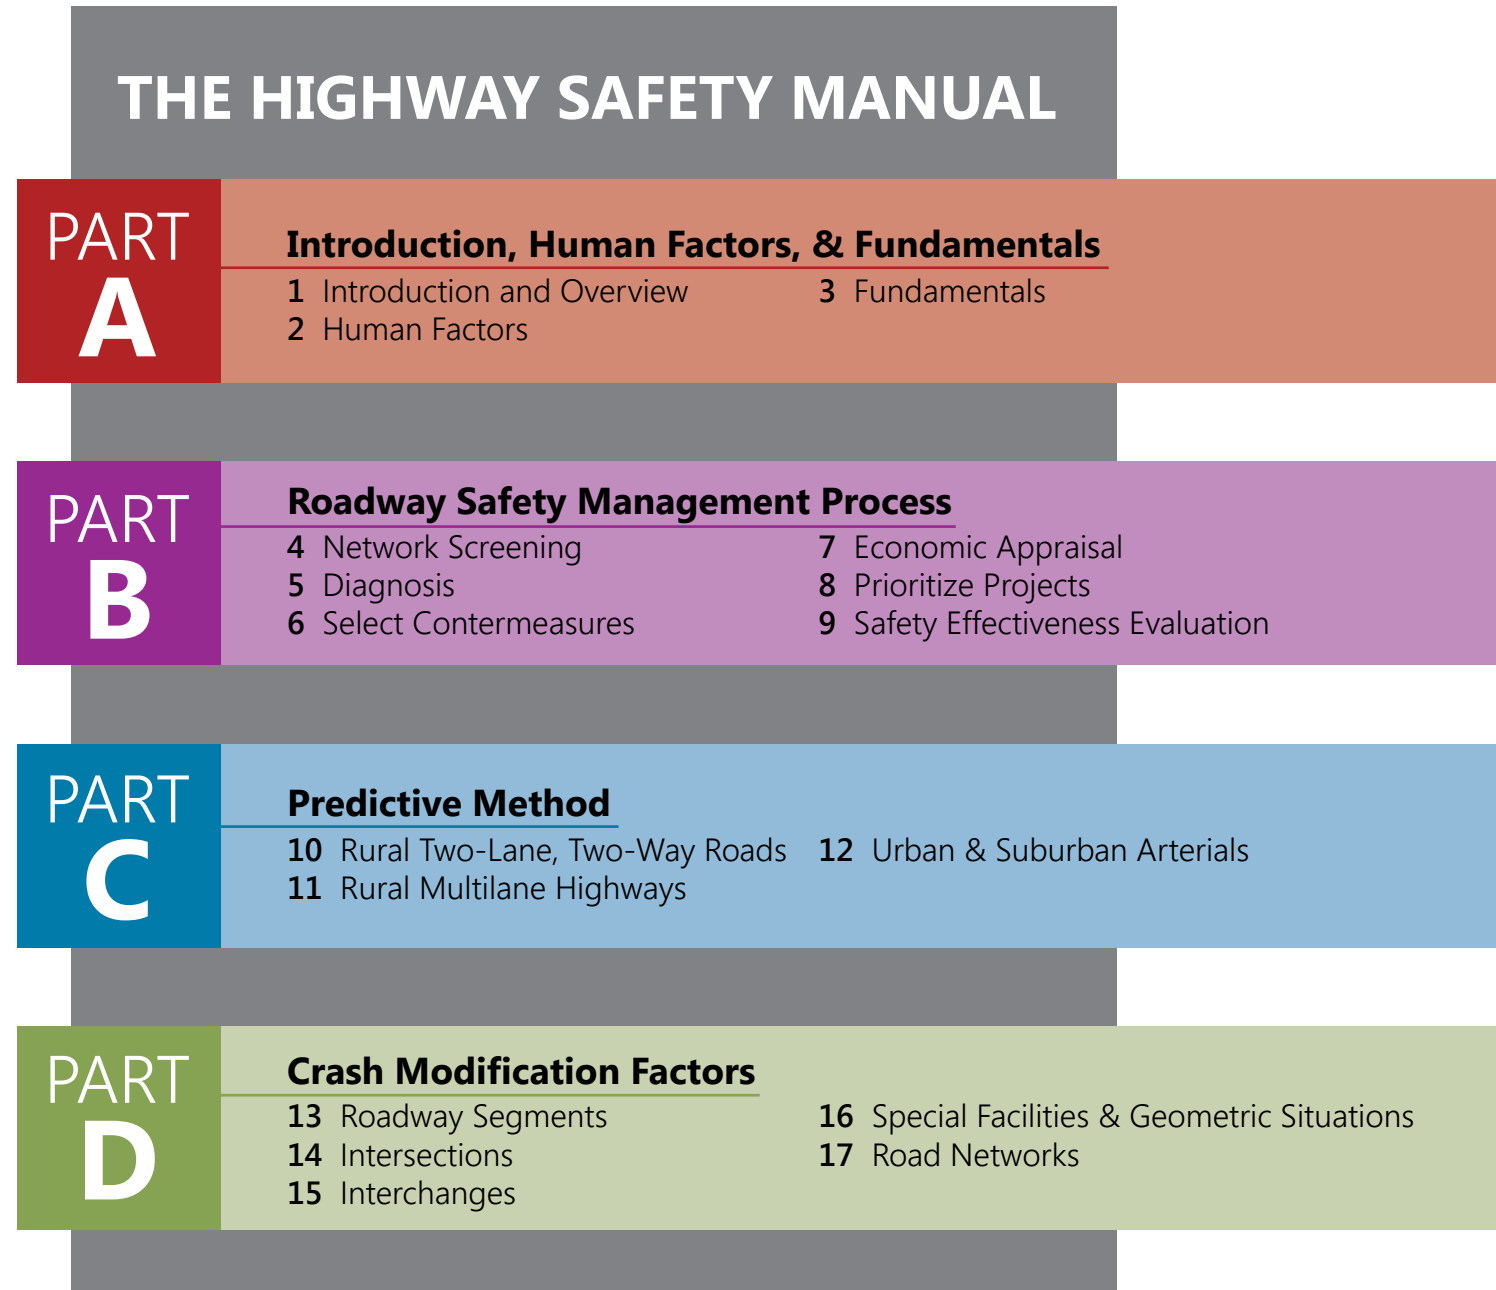 THE HIGHWAY SAFETY MANUAL
PART
A
Introduction, Human Factors, & Fundamentals
1 Introduction and Overview
2 Human Factors
3 Fundamentals
PART
B
Roadway Safety Management Process
4 Network Screening
5 Diagnosis
6 Select Contermeasures
7 Economic Appraisal
8 Prioritize Projects
9 Safety Effectiveness Evaluation
PART
C
Predictive Method
10 Rural Two-Lane, Two-Way Roads
11 Rural Multilane Highways
12 Urban & Suburban Arterials
PART
D
Crash Modification Factors
13 Roadway Segments
14 Intersections
15 Interchanges
16 Special Facilities & Geometric Situations
17 Road Networks